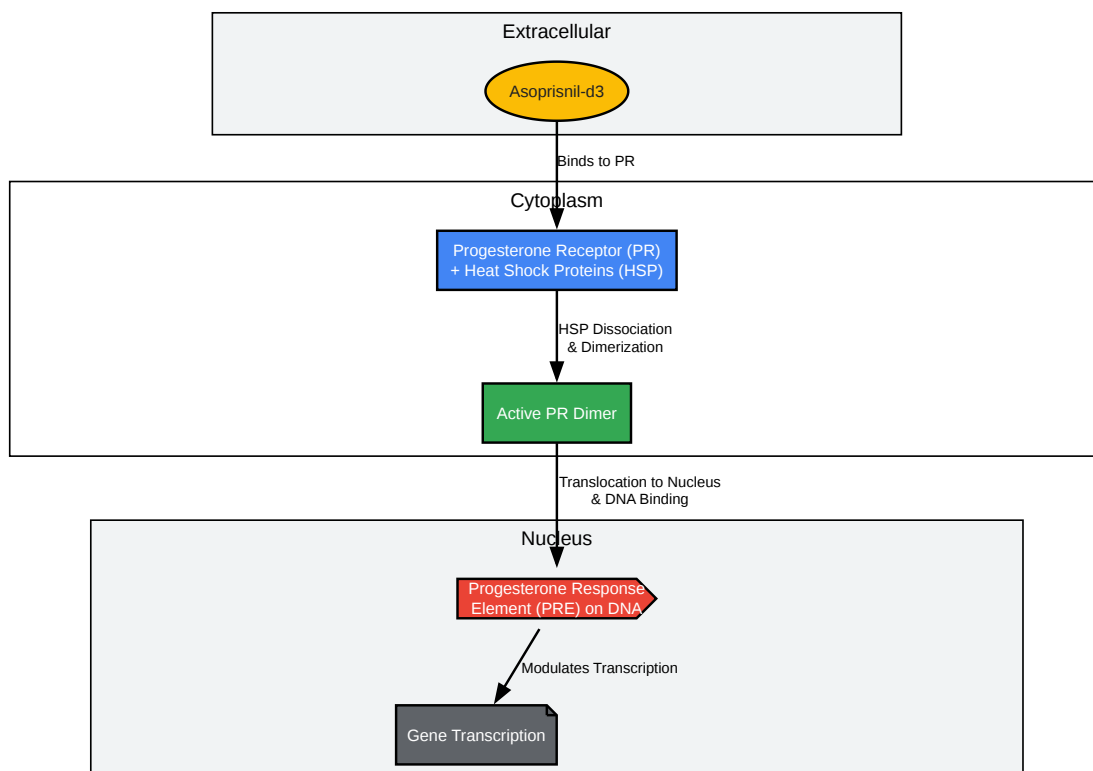 Extracellular
Asoprisnil-d3
Binds to PR
Cytoplasm
Progesterone Receptor (PR)
+ Heat Shock Proteins (HSP)
HSP Dissociation
& Dimerization
Active PR Dimer
Translocation to Nucleus
& DNA Binding
Nucleus
Progesterone Response
Element (PRE) on DNA
Modulates Transcription
Gene Transcription